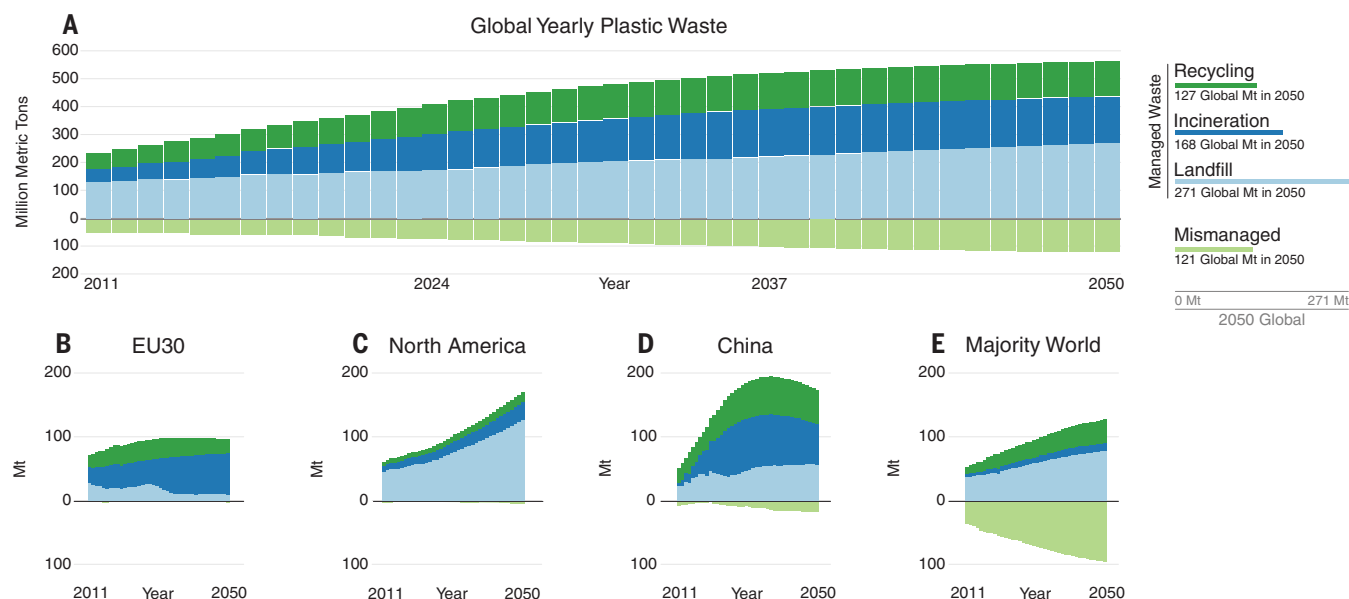 A
Global Yearly Plastic Waste
Million Metric Tons
600
500
400
300
200
100
0
100
200
2011
2024
Year
2037
2050
Managed Waste
Recycling
127 Global Mt in 2050
Incineration
168 Global Mt in 2050
Landfill
271 Global Mt in 2050
Mismanaged
121 Global Mt in 2050
0 Mt 271 Mt
2050 Global
B EU30
Mt
200
100
0
100
2011 Year 2050
C North America
Mt
200
100
0
100
2011 Year 2050
D China
Mt
200
100
0
100
2011 Year 2050
E Majority World
Mt
200
100
0
100
2011 Year 2050